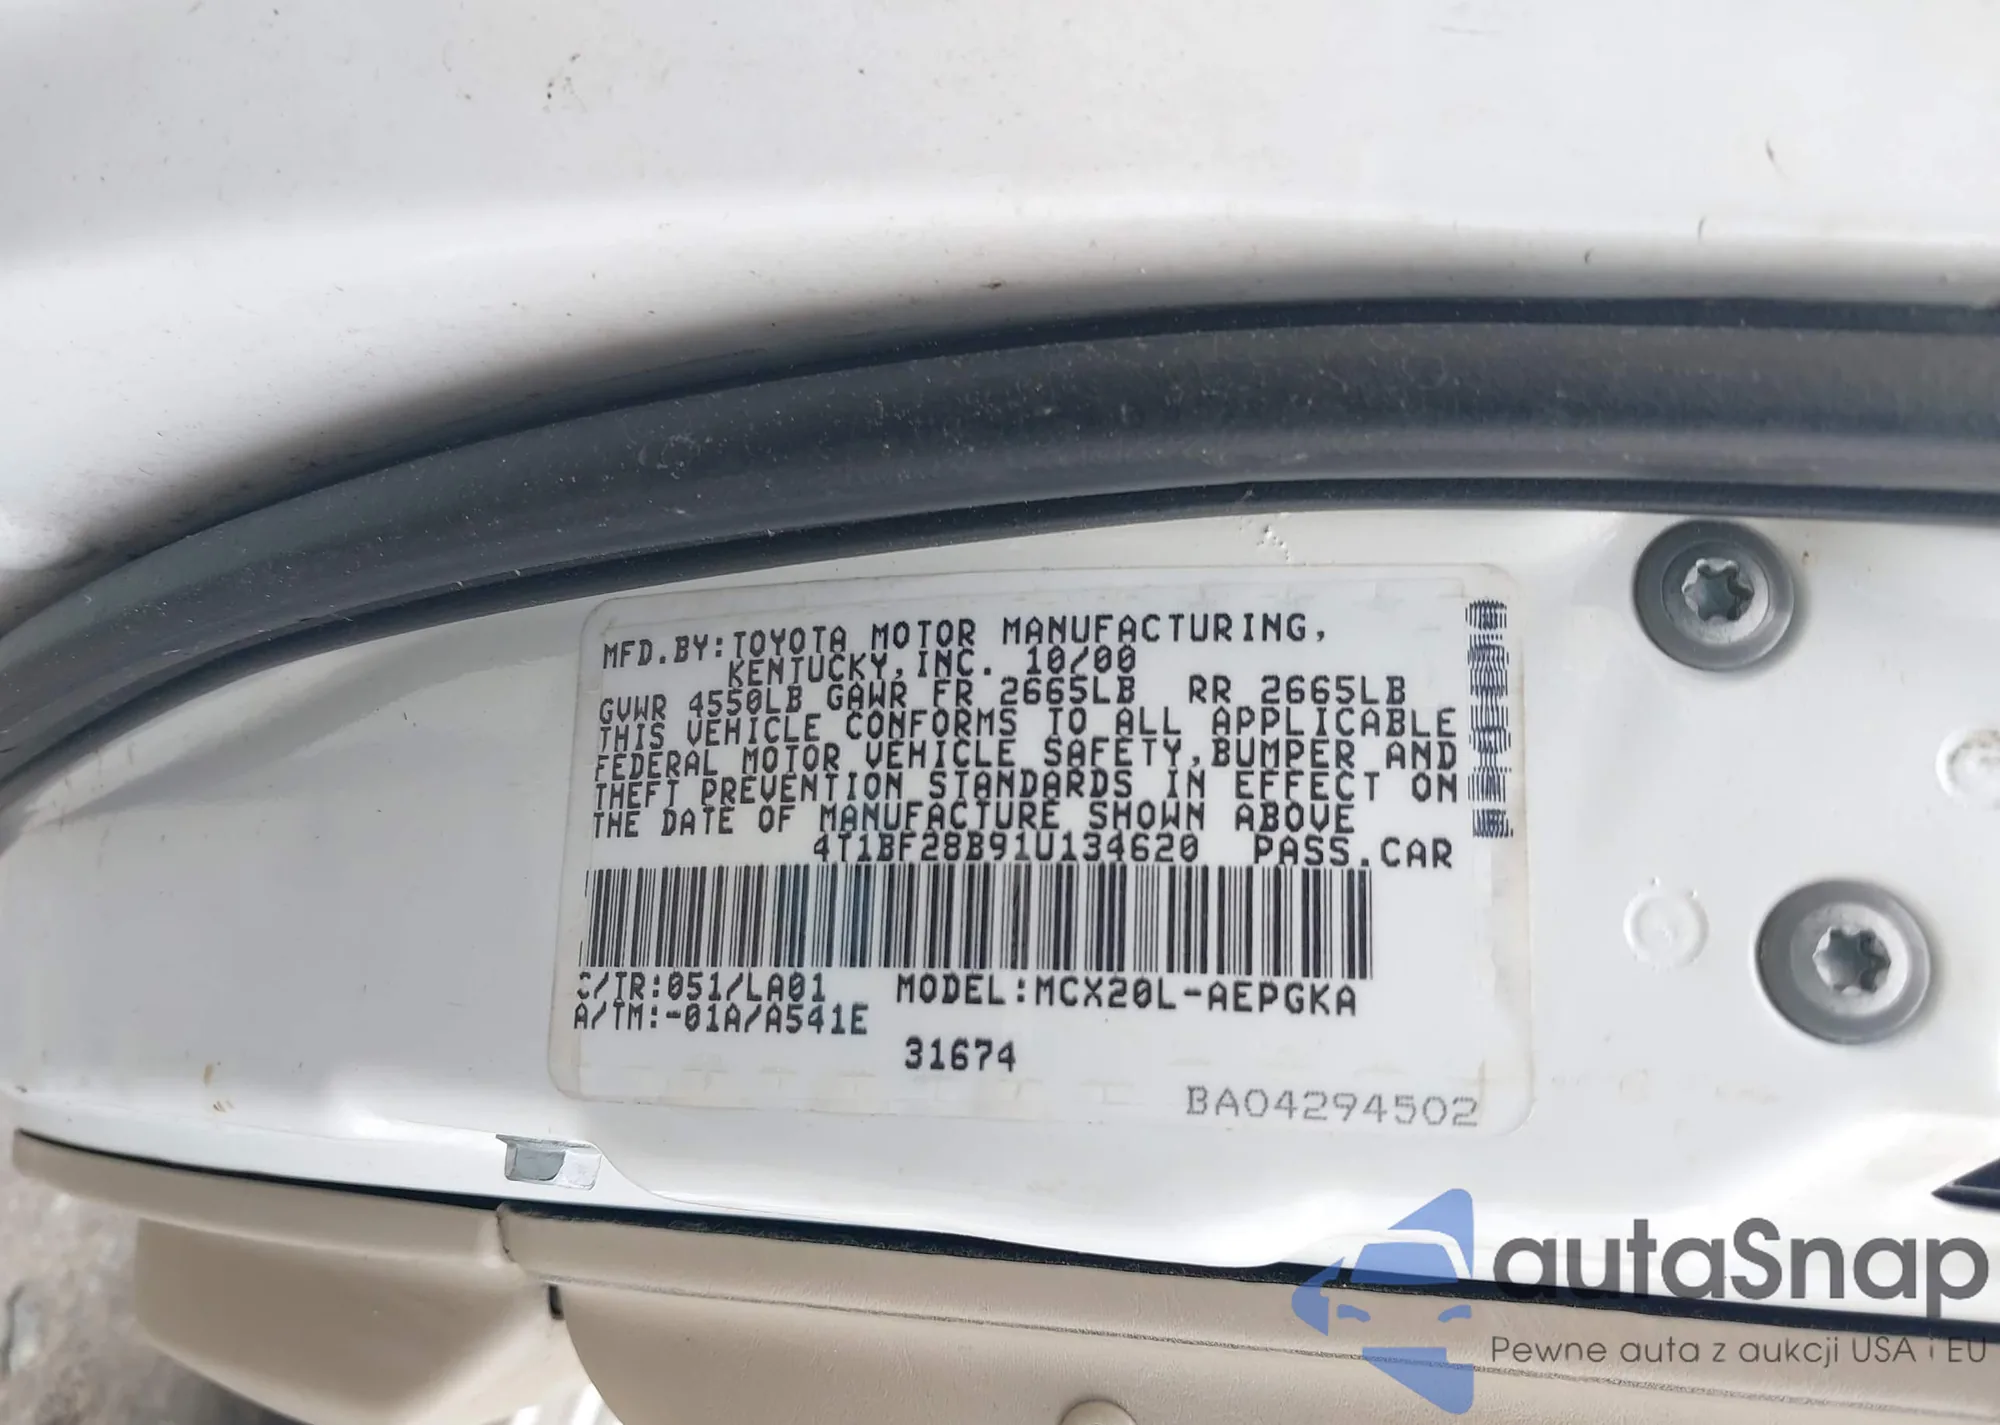 MFD.BY:TOYOTA MOTOR MANUFACTURING,
KENTUCKY,INC. 10/00
GVWR 4550LB GAWR FR 2665LB RR 2665LB
THIS VEHICLE CONFORMS TO ALL APPLICABLE
FEDERAL MOTOR VEHICLE SAFETY,BUMPER AND
THEFT PREVENTION STANDARDS IN EFFECT ON
THE DATE OF MANUFACTURE SHOWN ABOVE
4T1BF28B91U134620 PASS.CAR
C/TR:051/LA01 MODEL:MCX20L-AEPGKA
A/TM:-01A/A541E
31674
BA04294502
autaSnap
Pewne auta z aukcji USA i EU